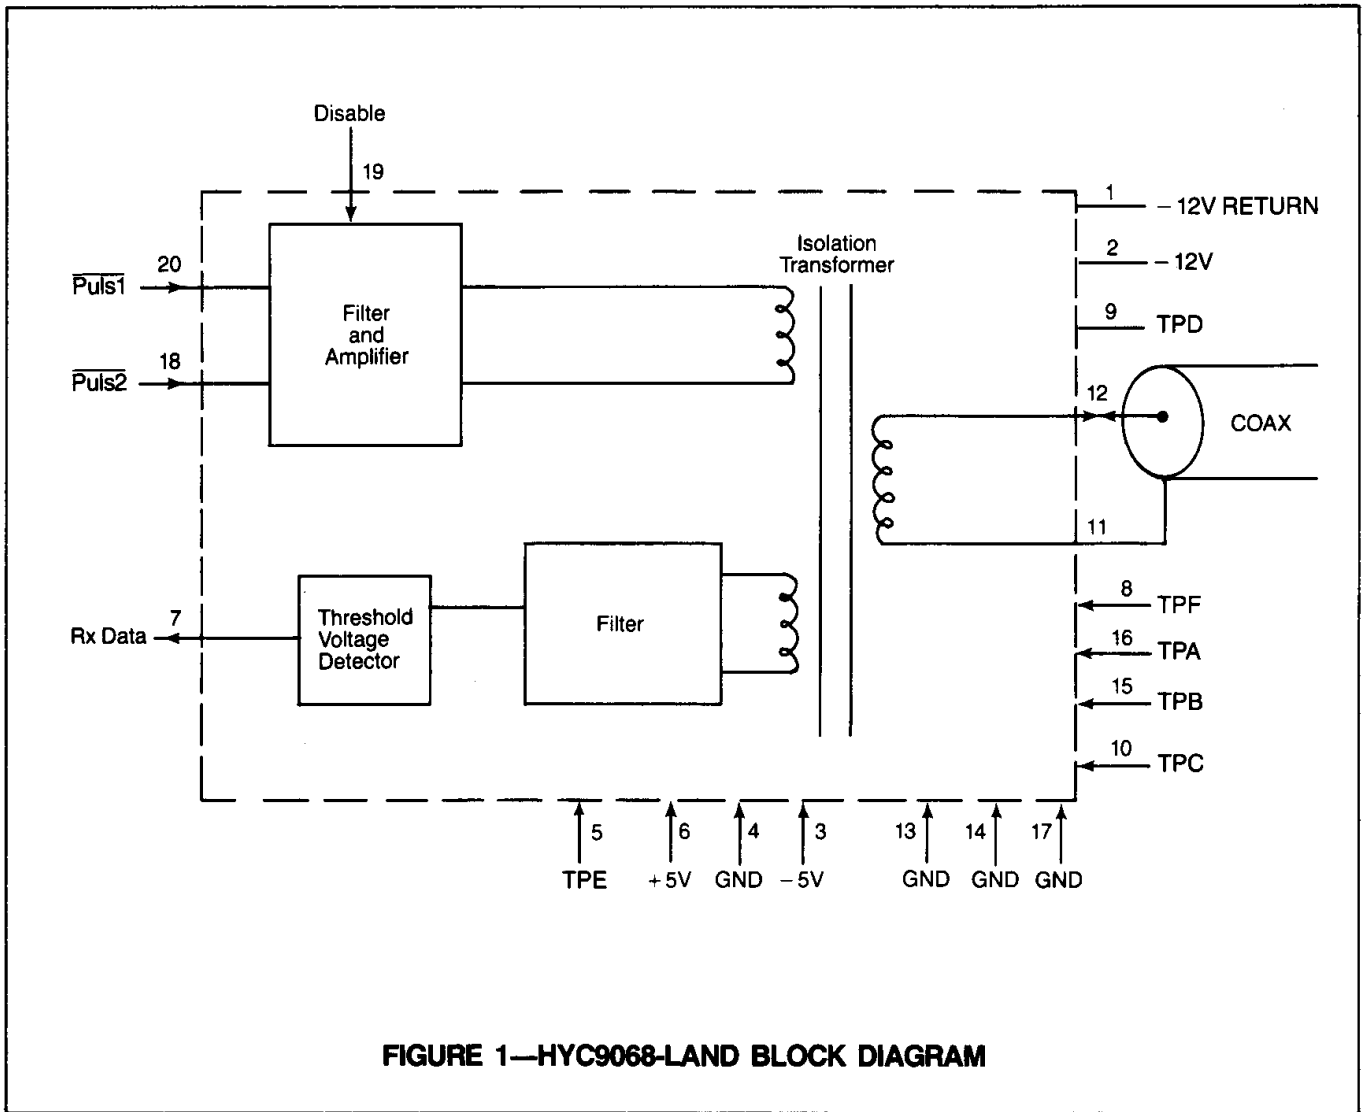 Disable
19
1 −12V RETURN
2 −12V
Isolation
Transformer
20
Puls1
Filter
and
Amplifier
9 TPD
18
Puls2
12
COAX
11
7
Rx Data
Threshold
Voltage
Detector
Filter
8 TPF
16 TPA
15 TPB
10 TPC
5 6 4 3 13 14 17
TPE +5V GND −5V GND GND GND
FIGURE 1—HYC9068-LAND BLOCK DIAGRAM